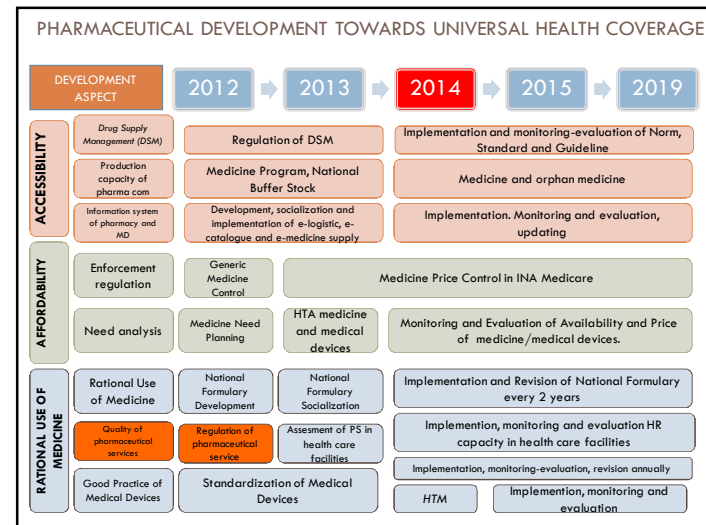 PHARMACEUTICAL DEVELOPMENT TOWARDS UNIVERSAL HEALTH COVERAGE
DEVELOPMENT
ASPECT
2012
2013
2014
2015
2019
ACCESSIBILITY
Drug Supply
Management (DSM)
Regulation of DSM
Implementation and monitoring-evaluation of Norm,
Standard and Guideline
Production
capacity of
pharma com
Medicine Program, National
Buffer Stock
Medicine and orphan medicine
Information system
of pharmacy and
MD
Development, socialization and
implementation of e-logistic, e-
catalogue and e-medicine supply
Implementation. Monitoring and evaluation,
updating
AFFORDABILITY
Enforcement
regulation
Generic
Medicine
Control
Medicine Price Control in INA Medicare
Need analysis
Medicine Need
Planning
HTA medicine
and medical
devices
Monitoring and Evaluation of Availability and Price
of medicine/medical devices.
RATIONAL USE OF
MEDICINE
Rational Use
of Medicine
National
Formulary
Development
National
Formulary
Socialization
Implementation and Revision of National Formulary
every 2 years
Quality of
pharmaceutical
services
Regulation of
pharmaceutical
service
Assesment of PS in
health care
facilities
Implemention, monitoring and evaluation HR
capacity in health care facilities
Implementation, monitoring-evaluation, revision annually
Good Practice of
Medical Devices
Standardization of Medical
Devices
HTM
Implemention, monitoring and
evaluation